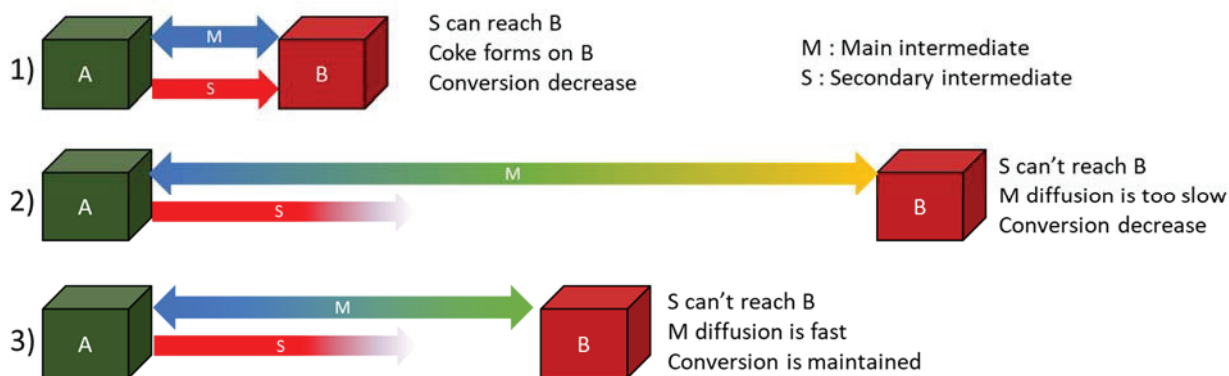 1)
A
M
S
B
S can reach B
Coke forms on B
Conversion decrease
M : Main intermediate
S : Secondary intermediate
2)
A
M
S
B
S can't reach B
M diffusion is too slow
Conversion decrease
3)
A
M
S
B
S can't reach B
M diffusion is fast
Conversion is maintained